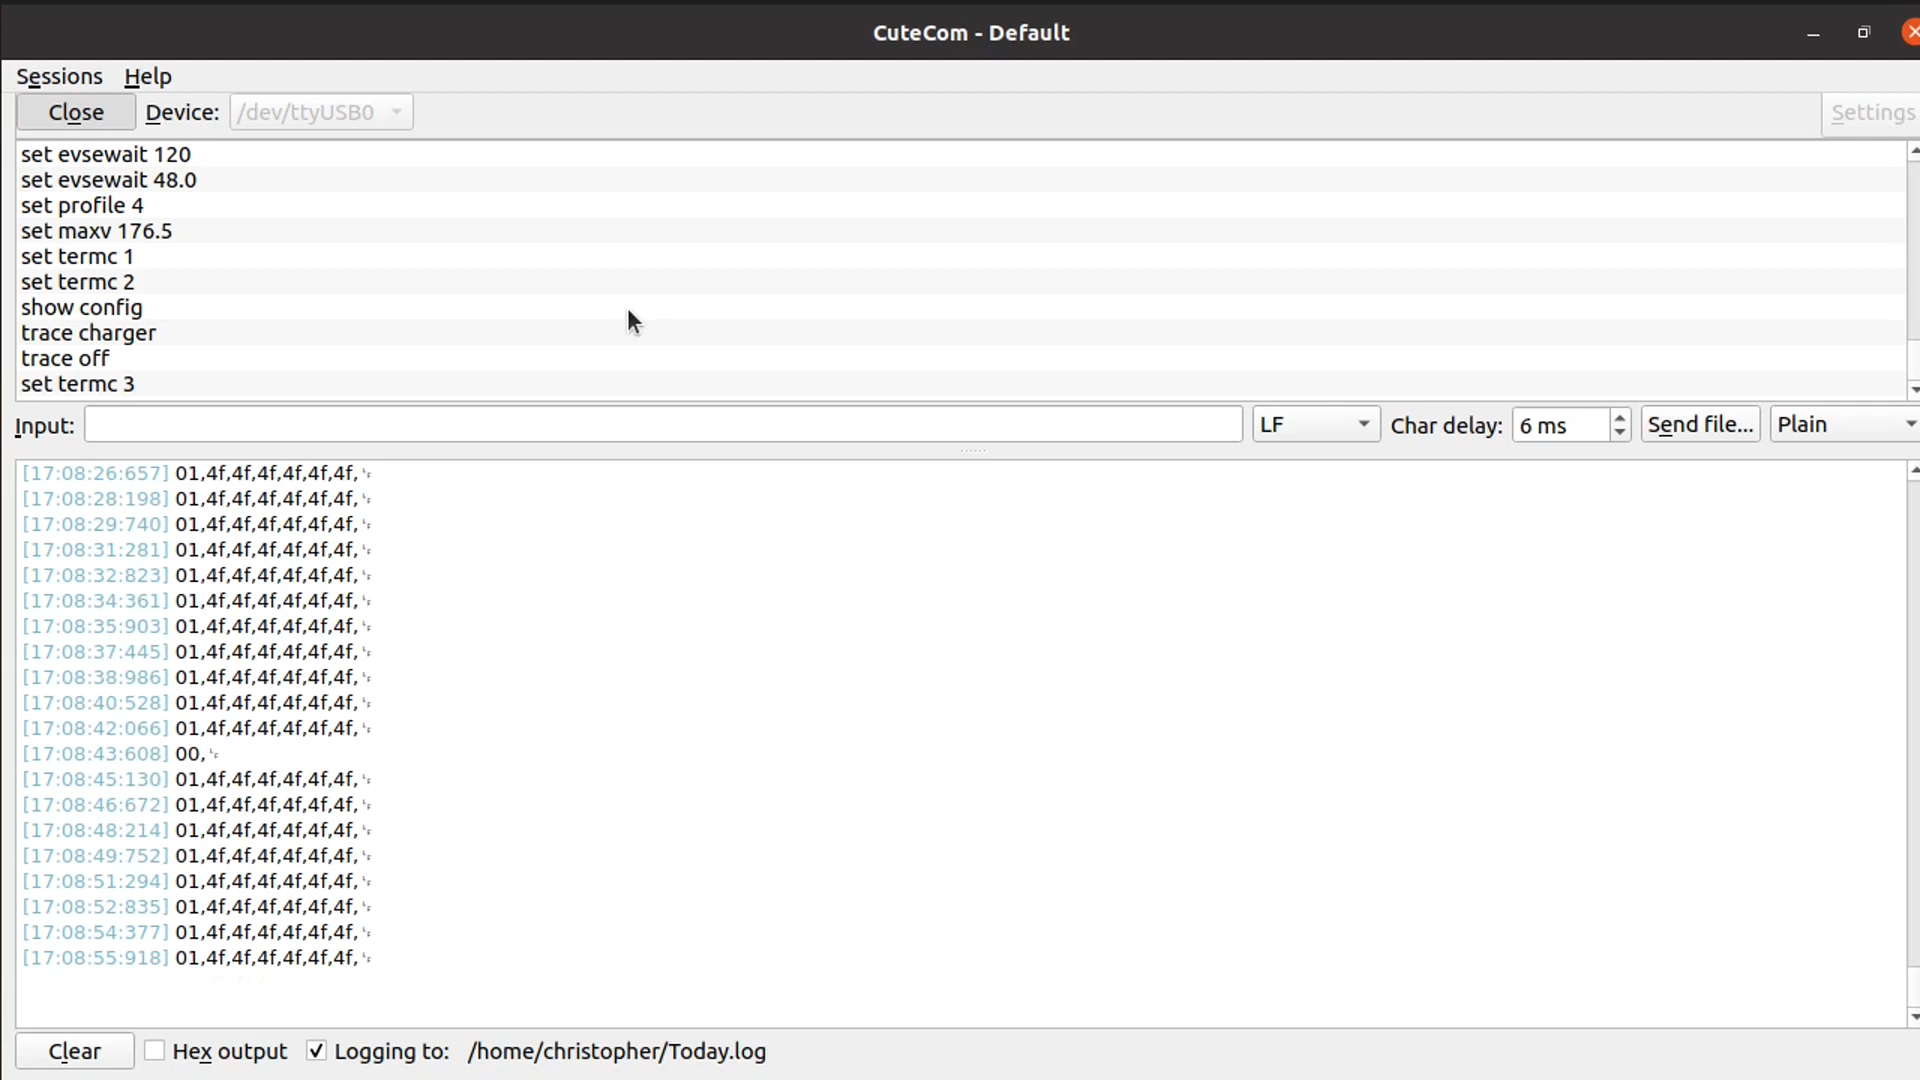 CuteCom - Default
Sessions Help
Close Device: /dev/ttyUSB0 Settings
set evsewait 120
set evsewait 48.0
set profile 4
set maxv 176.5
set termc 1
set termc 2
show config
trace charger
trace off
set termc 3
Input: LF Char delay: 6 ms Send file... Plain
[17:08:26:657] 01,4f,4f,4f,4f,4f,4f,␊
[17:08:28:198] 01,4f,4f,4f,4f,4f,4f,␊
[17:08:29:740] 01,4f,4f,4f,4f,4f,4f,␊
[17:08:31:281] 01,4f,4f,4f,4f,4f,4f,␊
[17:08:32:823] 01,4f,4f,4f,4f,4f,4f,␊
[17:08:34:361] 01,4f,4f,4f,4f,4f,4f,␊
[17:08:35:903] 01,4f,4f,4f,4f,4f,4f,␊
[17:08:37:445] 01,4f,4f,4f,4f,4f,4f,␊
[17:08:38:986] 01,4f,4f,4f,4f,4f,4f,␊
[17:08:40:528] 01,4f,4f,4f,4f,4f,4f,␊
[17:08:42:066] 01,4f,4f,4f,4f,4f,4f,␊
[17:08:43:608] 00,␊
[17:08:45:130] 01,4f,4f,4f,4f,4f,4f,␊
[17:08:46:672] 01,4f,4f,4f,4f,4f,4f,␊
[17:08:48:214] 01,4f,4f,4f,4f,4f,4f,␊
[17:08:49:752] 01,4f,4f,4f,4f,4f,4f,␊
[17:08:51:294] 01,4f,4f,4f,4f,4f,4f,␊
[17:08:52:835] 01,4f,4f,4f,4f,4f,4f,␊
[17:08:54:377] 01,4f,4f,4f,4f,4f,4f,␊
[17:08:55:918] 01,4f,4f,4f,4f,4f,4f,␊
Clear Hex output Logging to: /home/christopher/Today.log